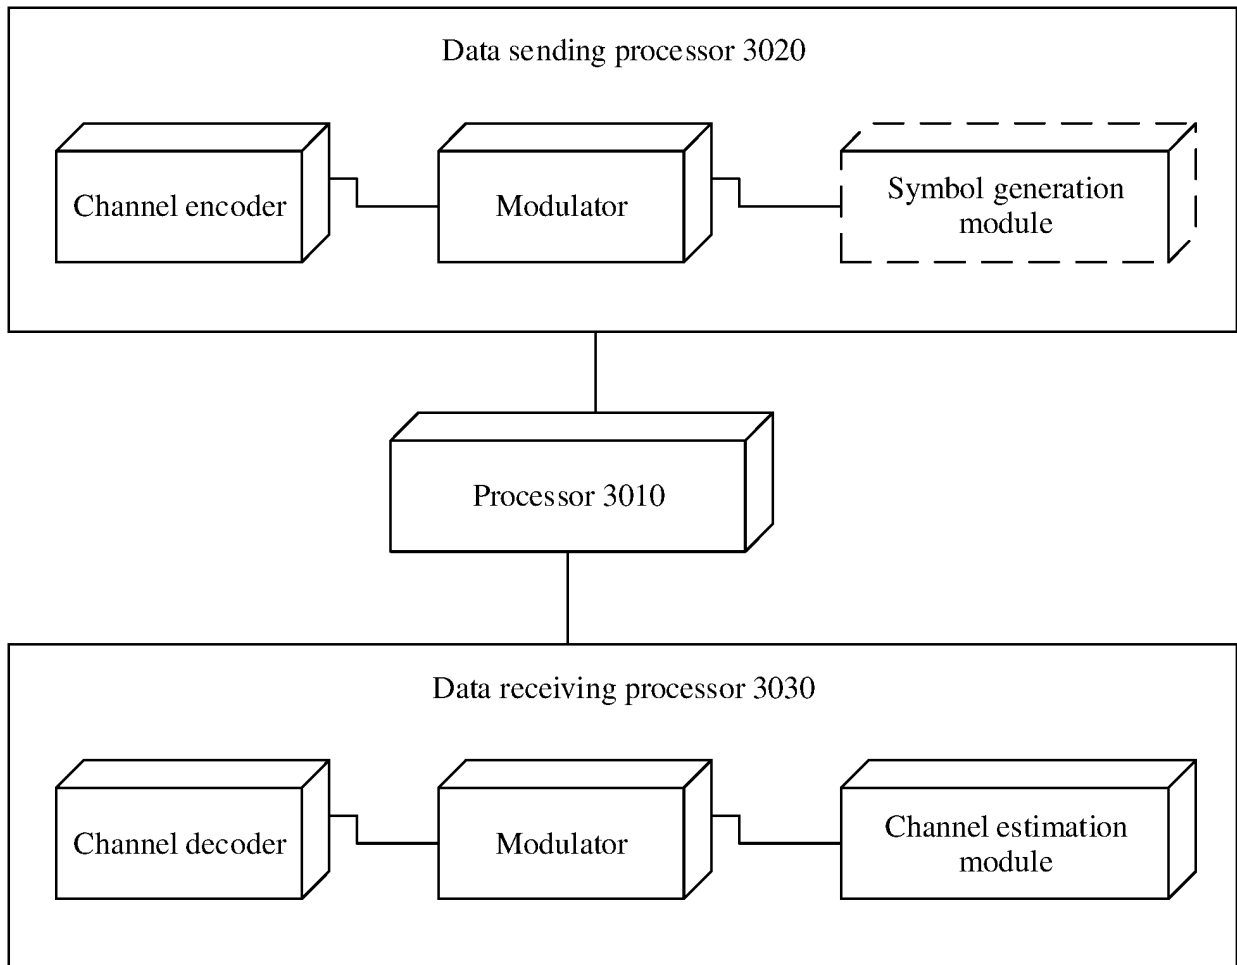 Data sending processor 3020
Channel encoder
Modulator
Symbol generation
module
Processor 3010
Data receiving processor 3030
Channel decoder
Modulator
Channel estimation
module